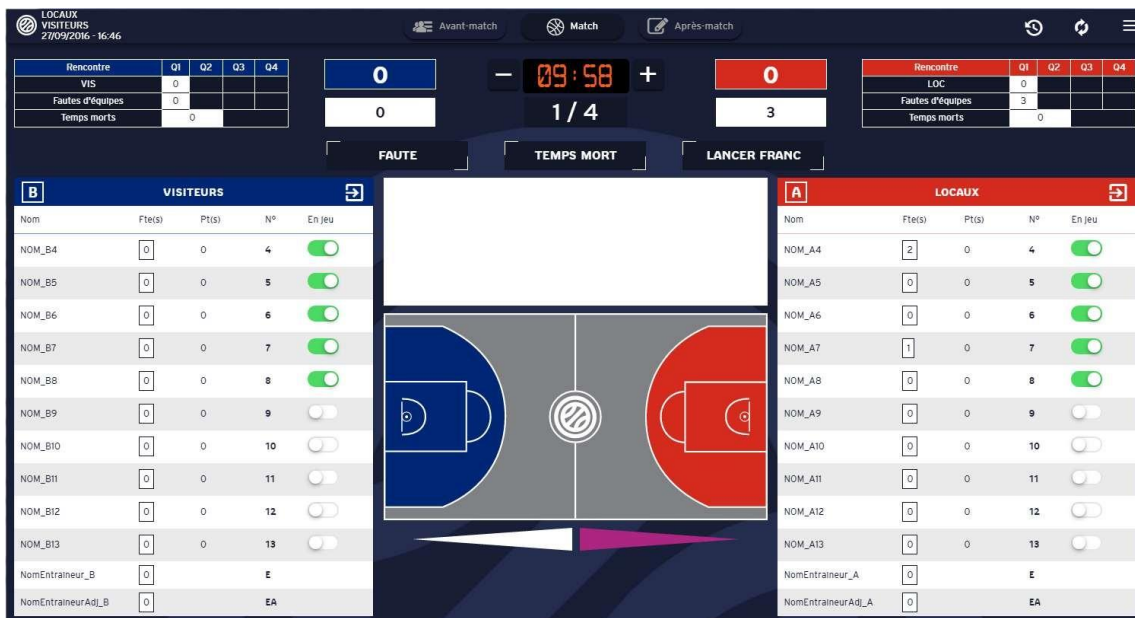 LOCAUX
VISITEURS
27/09/2016 - 16:46
Avant-match Match Après-match
Rencontre Q1 Q2 Q3 Q4
VIS 0
Fautes d'équipes 0
Temps morts 0
0
0
09:58
1 / 4
0
3
Rencontre Q1 Q2 Q3 Q4
LOC 0
Fautes d'équipes 3
Temps morts 0
FAUTE TEMPS MORT LANCER FRANC
B VISITEURS
Nom Fte(s) Pt(s) N° En jeu
NOM_B4 0 0 4
NOM_B5 0 0 5
NOM_B6 0 0 6
NOM_B7 0 0 7
NOM_B8 0 0 8
NOM_B9 0 0 9
NOM_B10 0 0 10
NOM_B11 0 0 11
NOM_B12 0 0 12
NOM_B13 0 0 13
NomEntraineur_B 0 E
NomEntraineurAdj_B 0 EA
A LOCAUX
Nom Fte(s) Pt(s) N° En jeu
NOM_A4 2 0 4
NOM_A5 0 0 5
NOM_A6 0 0 6
NOM_A7 1 0 7
NOM_A8 0 0 8
NOM_A9 0 0 9
NOM_A10 0 0 10
NOM_A11 0 0 11
NOM_A12 0 0 12
NOM_A13 0 0 13
NomEntraineur_A 0 E
NomEntraineurAdj_A 0 EA